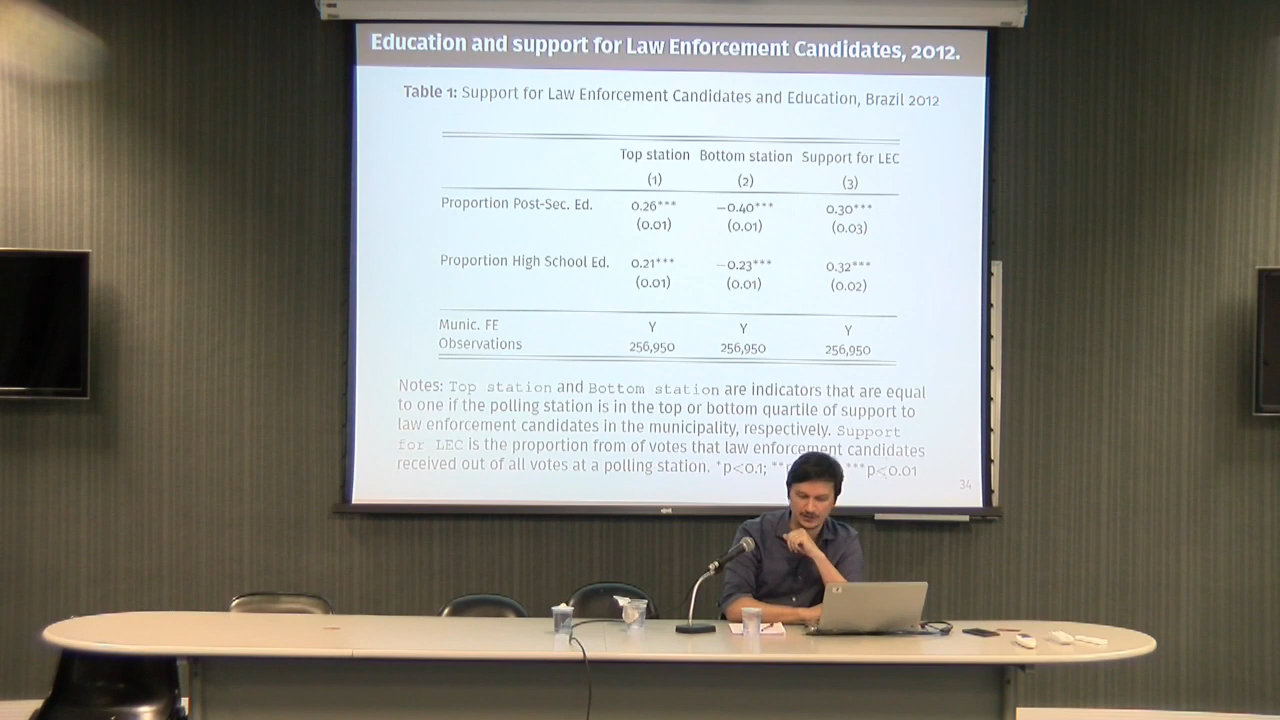 Education and support for Law Enforcement Candidates, 2012.
Table 1: Support for Law Enforcement Candidates and Education, Brazil 2012
Top station Bottom station Support for LEC
(1) (2) (3)
Proportion Post-Sec. Ed. 0.26*** −0.40*** 0.30***
(0.01) (0.01) (0.03)
Proportion High School Ed. 0.21*** −0.23*** 0.32***
(0.01) (0.01) (0.02)
Munic. FE Y Y Y
Observations 256,950 256,950 256,950
Notes: Top station and Bottom station are indicators that are equal
to one if the polling station is in the top or bottom quartile of support to
law enforcement candidates in the municipality, respectively. Support
for LEC is the proportion from of votes that law enforcement candidates
received out of all votes at a polling station. *p<0.1; ** ***p<0.01
34